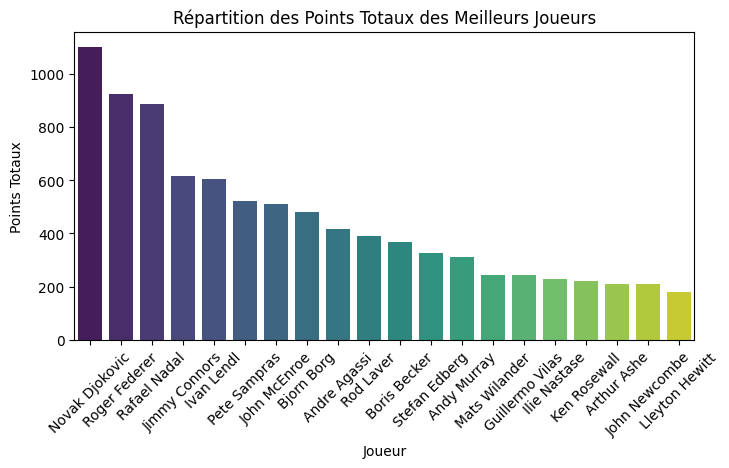 Répartition des Points Totaux des Meilleurs Joueurs
Points Totaux
1000
800
600
400
200
0
Novak Djokovic
Roger Federer
Rafael Nadal
Jimmy Connors
Ivan Lendl
Pete Sampras
John McEnroe
Bjorn Borg
Andre Agassi
Rod Laver
Boris Becker
Stefan Edberg
Andy Murray
Mats Wilander
Guillermo Vilas
Ilie Nastase
Ken Rosewall
Arthur Ashe
John Newcombe
Lleyton Hewitt
Joueur